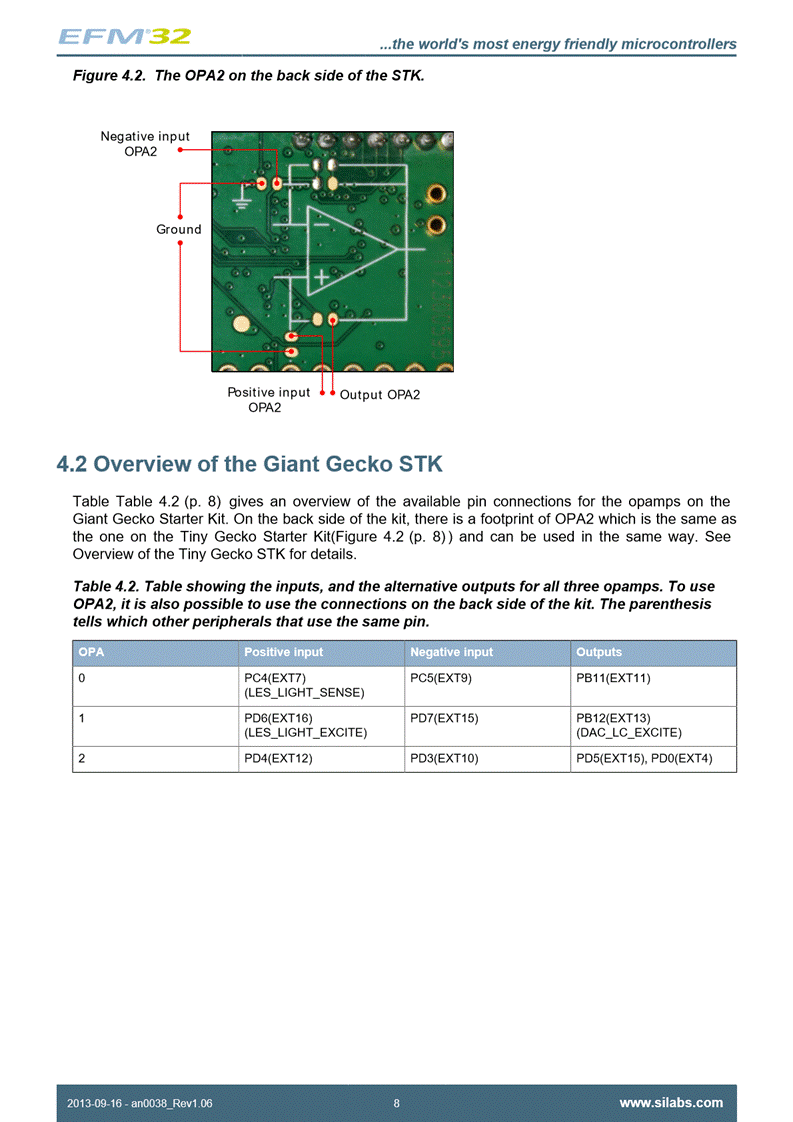 EFM®32
...the world's most energy friendly microcontrollers
Figure 4.2. The OPA2 on the back side of the STK.
Negative input
OPA2
Ground
Positive input
OPA2
Output OPA2
4.2 Overview of the Giant Gecko STK
Table Table 4.2 (p. 8) gives an overview of the available pin connections for the opamps on the
Giant Gecko Starter Kit. On the back side of the kit, there is a footprint of OPA2 which is the same as
the one on the Tiny Gecko Starter Kit(Figure 4.2 (p. 8) ) and can be used in the same way. See
Overview of the Tiny Gecko STK for details.
Table 4.2. Table showing the inputs, and the alternative outputs for all three opamps. To use
OPA2, it is also possible to use the connections on the back side of the kit. The parenthesis
tells which other peripherals that use the same pin.
OPA Positive input Negative input Outputs
0 PC4(EXT7) PC5(EXT9) PB11(EXT11)
(LES_LIGHT_SENSE)
1 PD6(EXT16) PD7(EXT15) PB12(EXT13)
(LES_LIGHT_EXCITE) (DAC_LC_EXCITE)
2 PD4(EXT12) PD3(EXT10) PD5(EXT15), PD0(EXT4)
2013-09-16 - an0038_Rev1.06 8 www.silabs.com